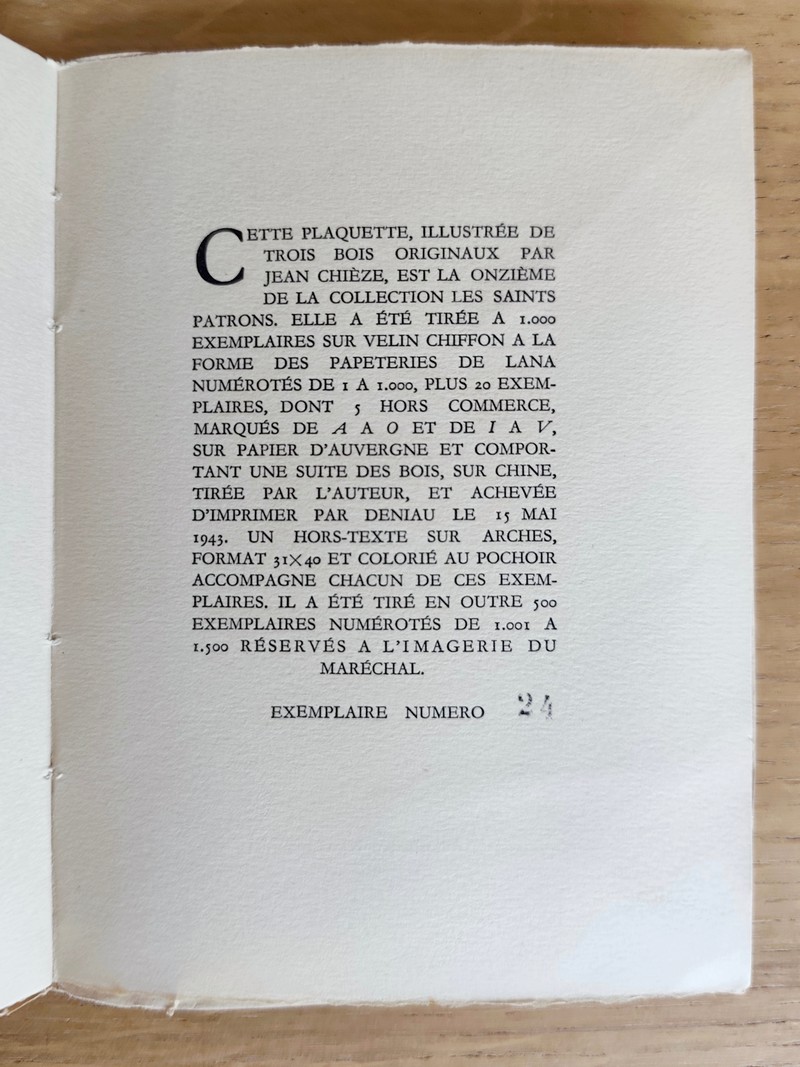 CETTE PLAQUETTE, ILLUSTRÉE DE
TROIS BOIS ORIGINAUX PAR
JEAN CHIÈZE, EST LA ONZIÈME
DE LA COLLECTION LES SAINTS
PATRONS. ELLE A ÉTÉ TIRÉE A 1.000
EXEMPLAIRES SUR VELIN CHIFFON A LA
FORME DES PAPETERIES DE LANA
NUMÉROTÉS DE 1 A 1.000, PLUS 20 EXEM-
PLAIRES, DONT 5 HORS COMMERCE,
MARQUÉS DE A A O ET DE I A V,
SUR PAPIER D'AUVERGNE ET COMPOR-
TANT UNE SUITE DES BOIS, SUR CHINE,
TIRÉE PAR L'AUTEUR, ET ACHEVÉE
D'IMPRIMER PAR DENIAU LE 15 MAI
1943. UN HORS-TEXTE SUR ARCHES,
FORMAT 31×40 ET COLORIÉ AU POCHOIR
ACCOMPAGNE CHACUN DE CES EXEM-
PLAIRES. IL A ÉTÉ TIRÉ EN OUTRE 500
EXEMPLAIRES NUMÉROTÉS DE 1.001 A
1.500 RÉSERVÉS A L'IMAGERIE DU
MARÉCHAL.
EXEMPLAIRE NUMERO 24